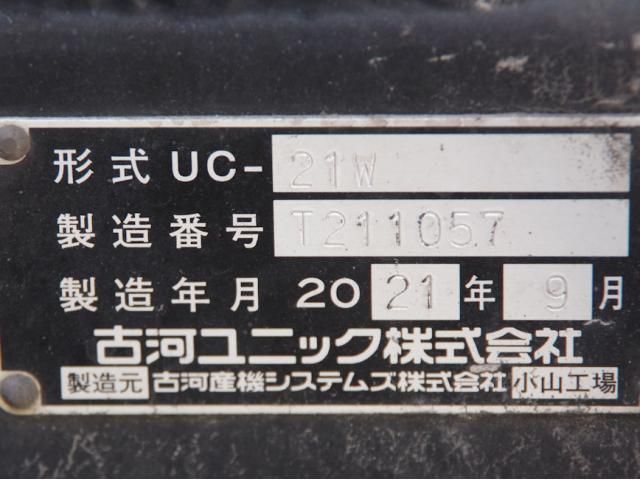 形式 UC- 21W
製造番号 T211057
製造年月 2021年 9月
古河ユニック株式会社
製造元 古河産機システムズ株式会社 小山工場